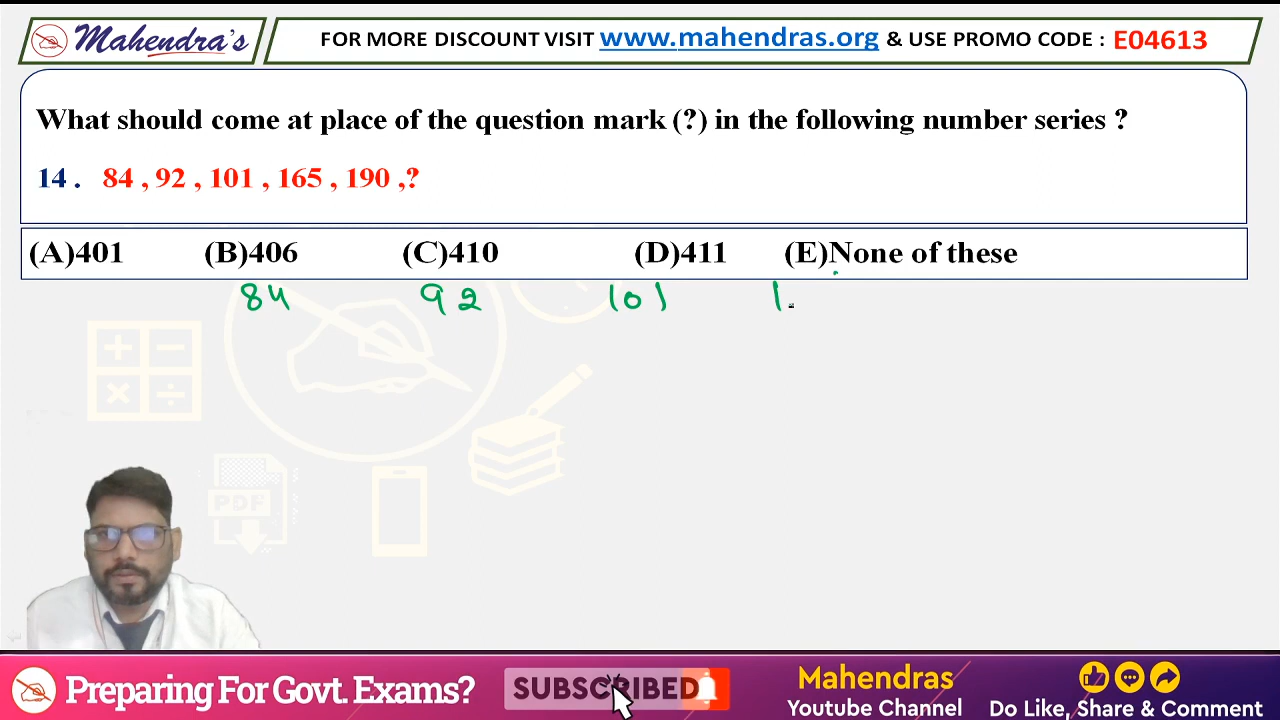 Mahendra's
FOR MORE DISCOUNT VISIT www.mahendras.org & USE PROMO CODE : E04613
What should come at place of the question mark (?) in the following number series ?
14 . 84 , 92 , 101 , 165 , 190 ,?
(A)401 (B)406 (C)410 (D)411 (E)None of these
84 92 101 1
PDF
Preparing For Govt. Exams?
SUBSCRIBED
Mahendras
YouTube Channel
Do Like, Share & Comment